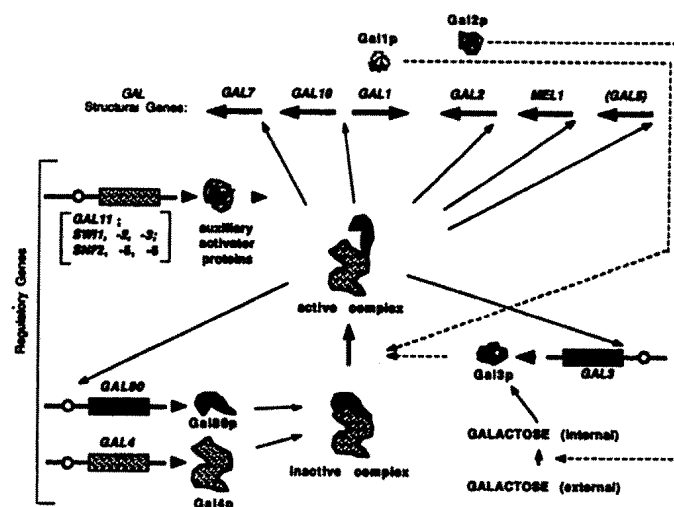 Gal2p
Gal1p
GAL
Structural Genes:
GAL7
GAL10
GAL1
GAL2
MEL1
(GAL5)
Regulatory Genes
GAL11 ;
SWI1, -2, -3;
SNF2, -5, -6
auxiliary
activator
proteins
active complex
GAL80
Gal80p
GAL3
Gal3p
GAL4
Gal4p
inactive complex
GALACTOSE (internal)
GALACTOSE (external)